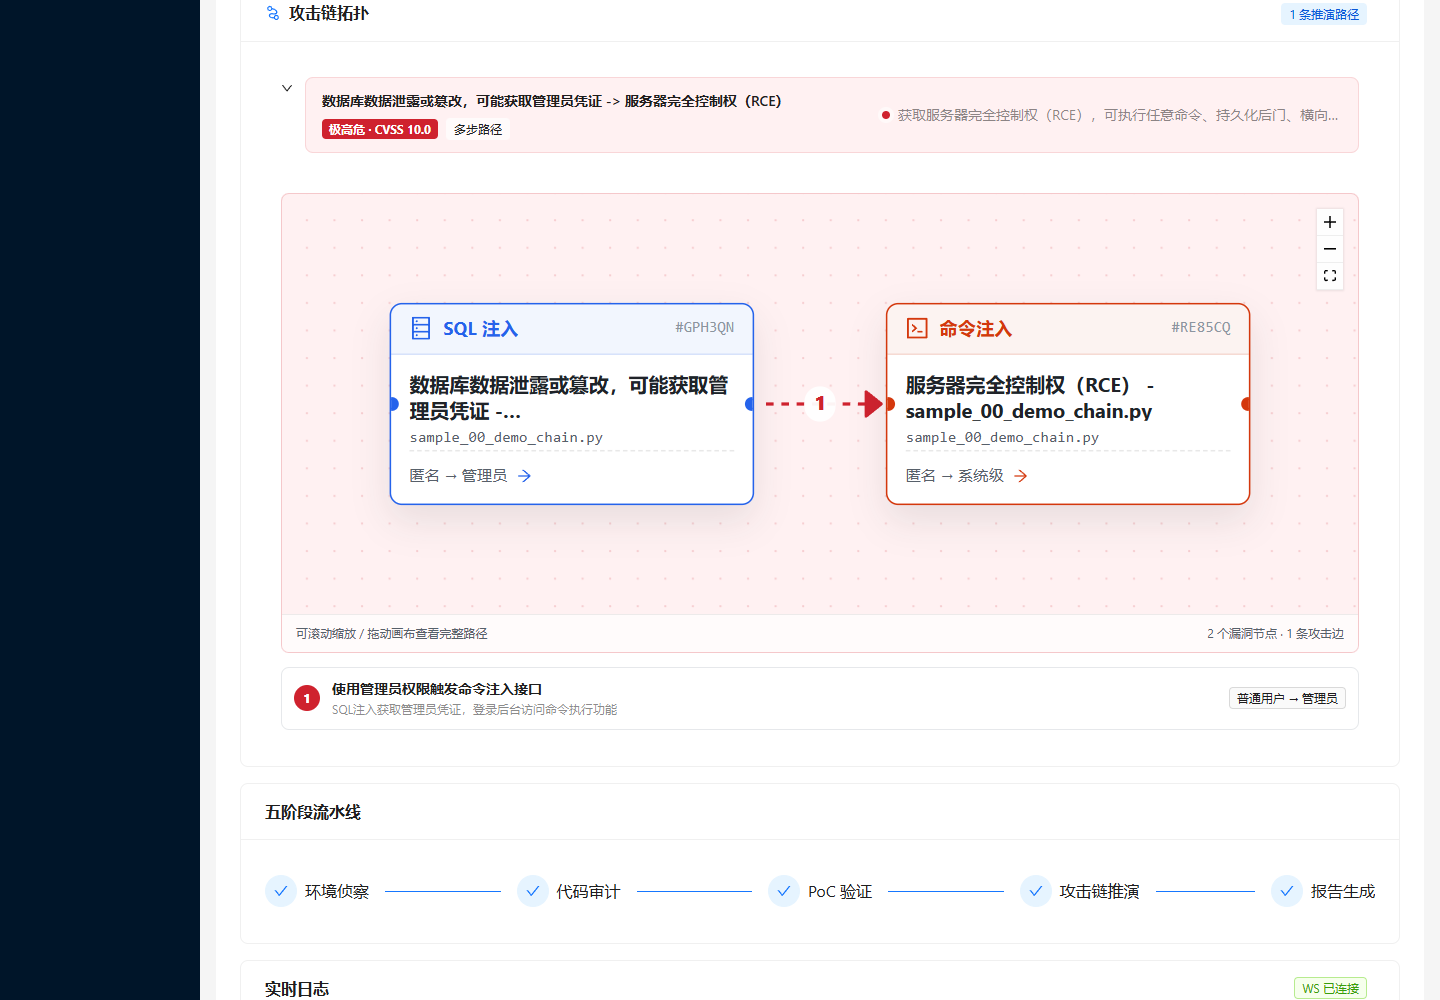 攻击链拓扑
1 条推演路径
数据库数据泄露或篡改，可能获取管理员凭证 -> 服务器完全控制权（RCE）
极高危 · CVSS 10.0
多步路径
获取服务器完全控制权（RCE），可执行任意命令、持久化后门、横向...
SQL 注入
#GPH3QN
数据库数据泄露或篡改，可能获取管
理员凭证 -...
sample_00_demo_chain.py
匿名 → 管理员
1
命令注入
#RE85CQ
服务器完全控制权（RCE） -
sample_00_demo_chain.py
sample_00_demo_chain.py
匿名 → 系统级
可滚动缩放 / 拖动画布查看完整路径
2 个漏洞节点 · 1 条攻击边
1
使用管理员权限触发命令注入接口
SQL注入获取管理员凭证，登录后台访问命令执行功能
普通用户 → 管理员
五阶段流水线
环境侦察
代码审计
PoC 验证
攻击链推演
报告生成
实时日志
WS 已连接